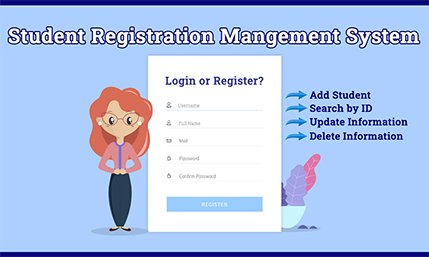 Student Registration Mangement System
Login or Register?
Username
Full Name
Mail
Password
Confirm Password
REGISTER
Add Student
Search by ID
Update Information
Delete Information